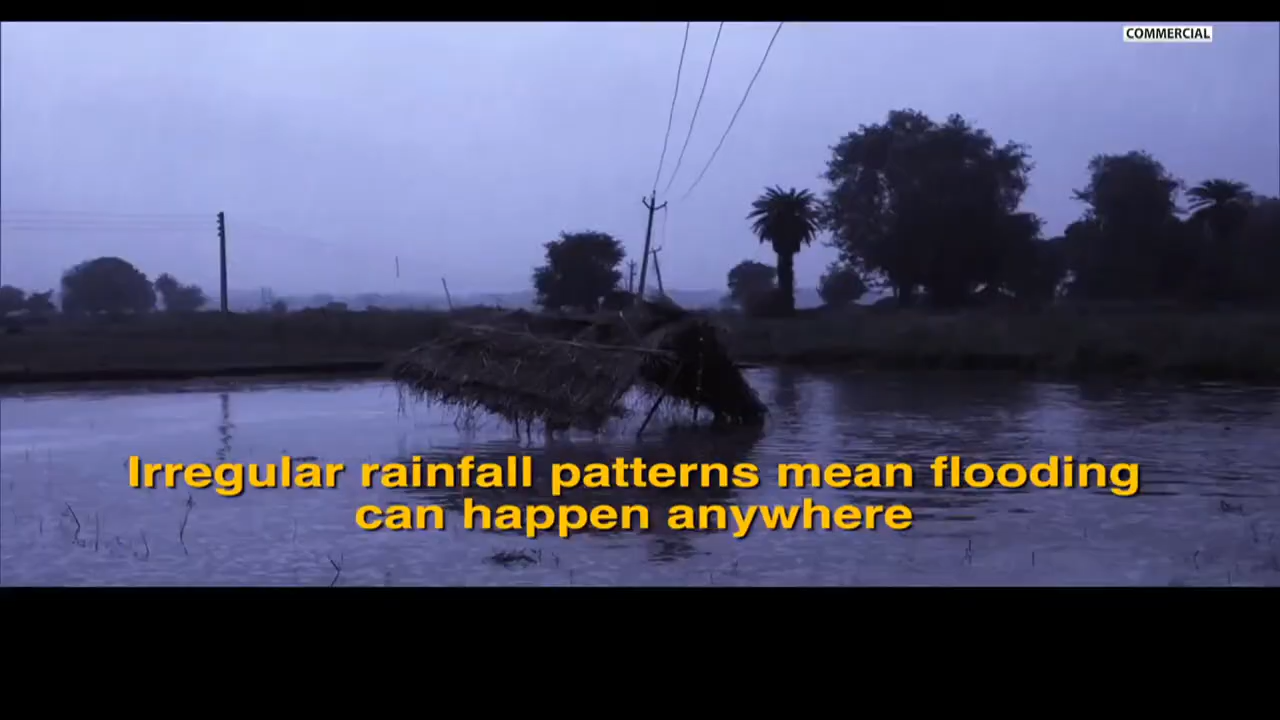 COMMERCIAL
Irregular rainfall patterns mean flooding
can happen anywhere